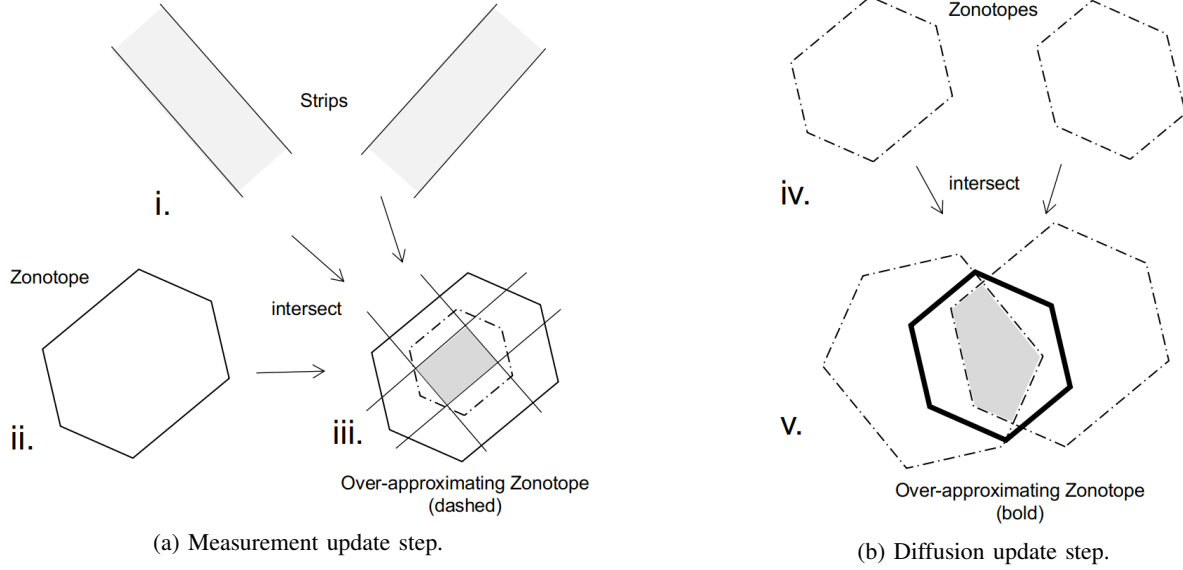 Strips
i.
Zonotope
intersect
ii.
iii.
Over-approximating Zonotope
(dashed)
(a) Measurement update step.
Zonotopes
iv.
intersect
v.
Over-approximating Zonotope
(bold)
(b) Diffusion update step.